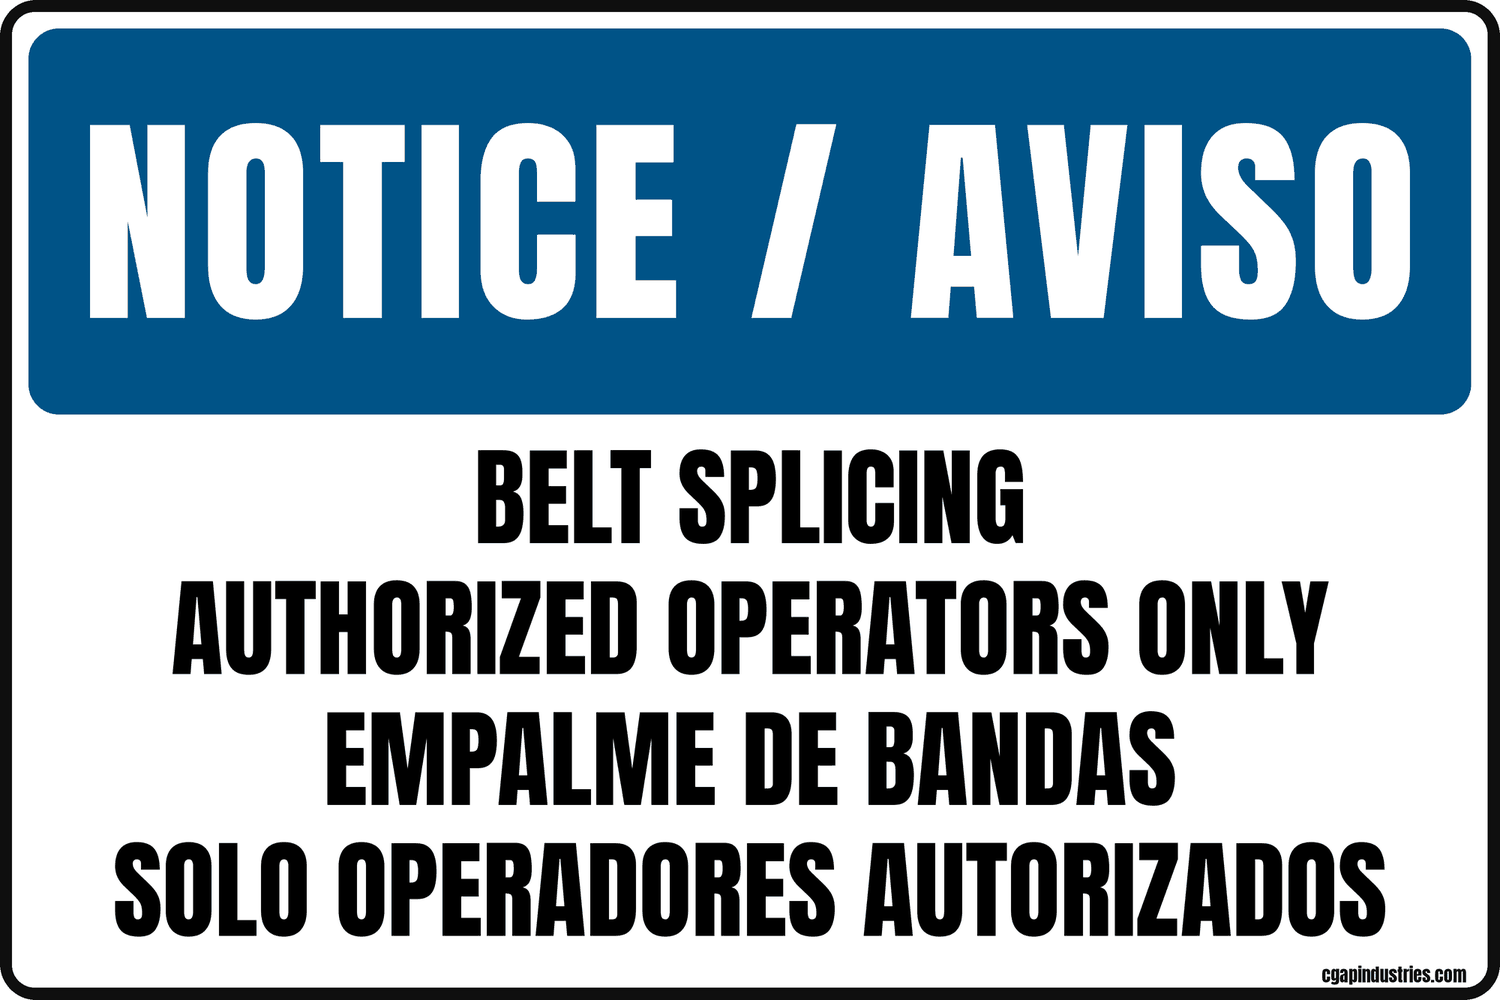 NOTICE / AVISO
BELT SPLICING
AUTHORIZED OPERATORS ONLY
EMPALME DE BANDAS
SOLO OPERADORES AUTORIZADOS
cgapindustries.com